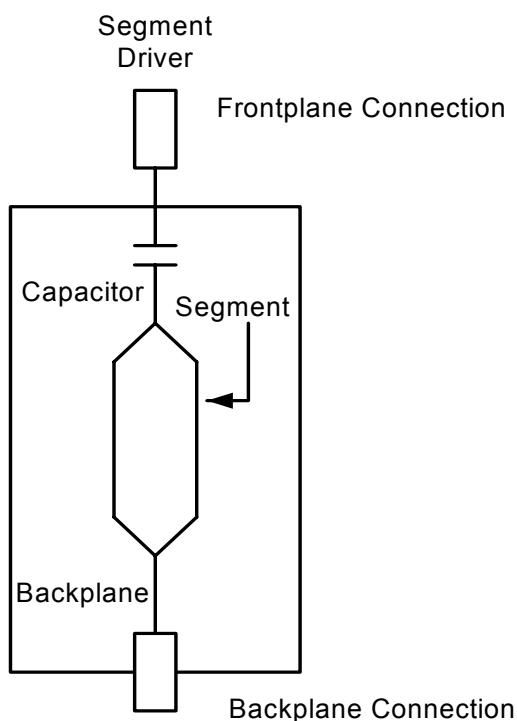 Segment
Driver
Frontplane Connection
Capacitor
Segment
Backplane
Backplane Connection